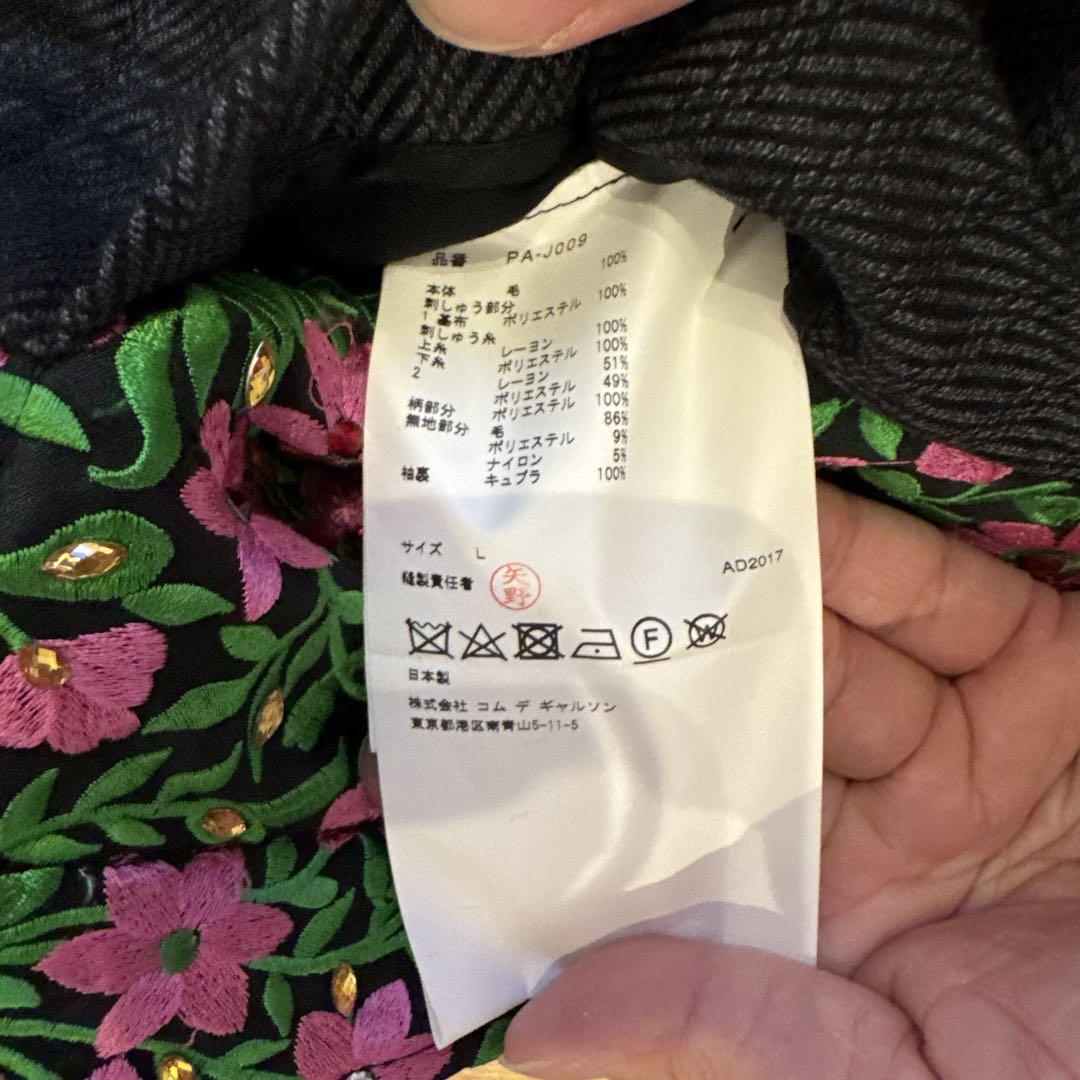 品番 PA-J009
本体 毛 100%
刺しゅう部分
1 基布 ポリエステル 100%
刺しゅう糸
上糸 レーヨン 100%
下糸 ポリエステル 100%
2 レーヨン 51%
ポリエステル 49%
柄部分 ポリエステル 100%
無地部分 毛 86%
ポリエステル 9%
ナイロン 5%
袖裏 キュプラ 100%
サイズ L
AD2017
縫製責任者 矢野
F
W
日本製
株式会社 コム デ ギャルソン
東京都港区南青山5-11-5